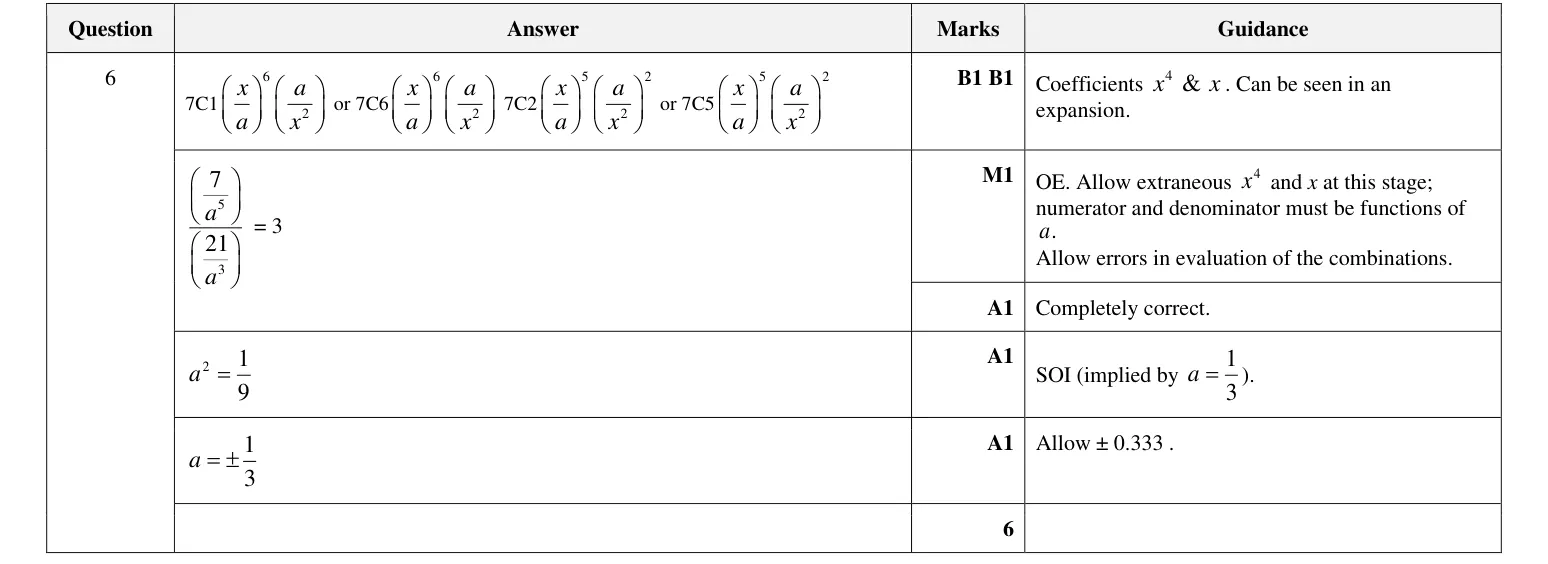 Question Answer Marks Guidance
6 7C1(x/a)^6(a/x^2) or 7C6(x/a)^6(a/x^2) 7C2(x/a)^5(a/x^2)^2 or 7C5(x/a)^5(a/x^2)^2 B1 B1 Coefficients x^4 & x . Can be seen in an
expansion.
(7/a^5)/(21/a^3) = 3 M1 OE. Allow extraneous x^4 and x at this stage;
numerator and denominator must be functions of
a.
Allow errors in evaluation of the combinations.
A1 Completely correct.
a^2 = 1/9 A1 SOI (implied by a = 1/3).
a = ± 1/3 A1 Allow ± 0.333 .
6